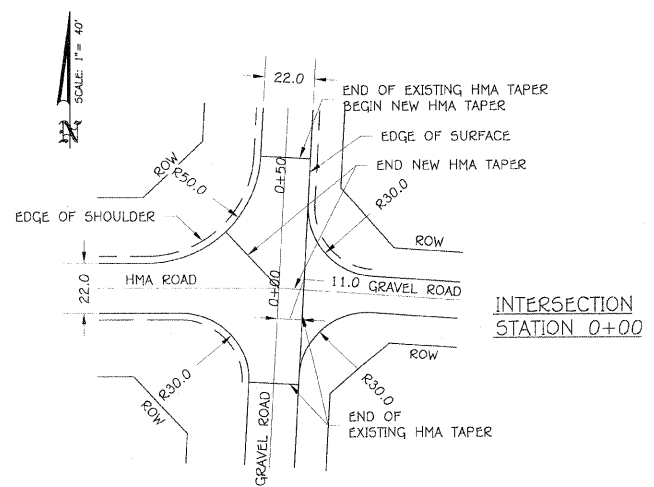 SCALE: 1" = 40'
N
22.0
END OF EXISTING HMA TAPER
BEGIN NEW HMA TAPER
EDGE OF SURFACE
END NEW HMA TAPER
ROW
R50.0
0+50
R30.0
EDGE OF SHOULDER
ROW
HMA ROAD
22.0
0+00
11.0
GRAVEL ROAD
INTERSECTION
STATION 0+00
ROW
R30.0
ROW
R30.0
GRAVEL ROAD
END OF
EXISTING HMA TAPER